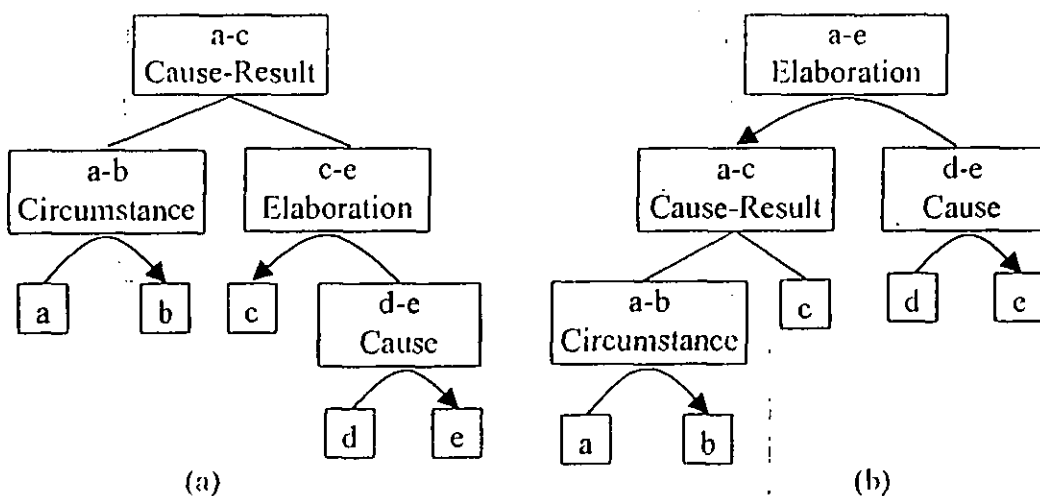 a-c
Cause-Result
a-b
Circumstance
c-e
Elaboration
a
b
c
d-e
Cause
d
e
(a)
a-e
Elaboration
a-c
Cause-Result
d-e
Cause
a-b
Circumstance
c
d
e
a
b
(b)